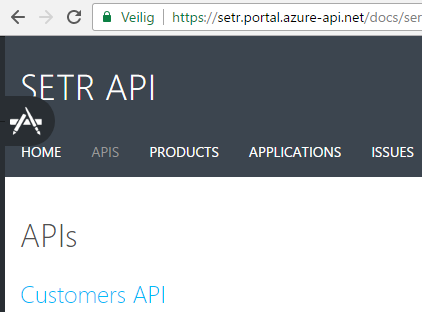 Veilig https://setr.portal.azure-api.net/docs/ser
SETR API
HOME APIS PRODUCTS APPLICATIONS ISSUES
APIs
Customers API